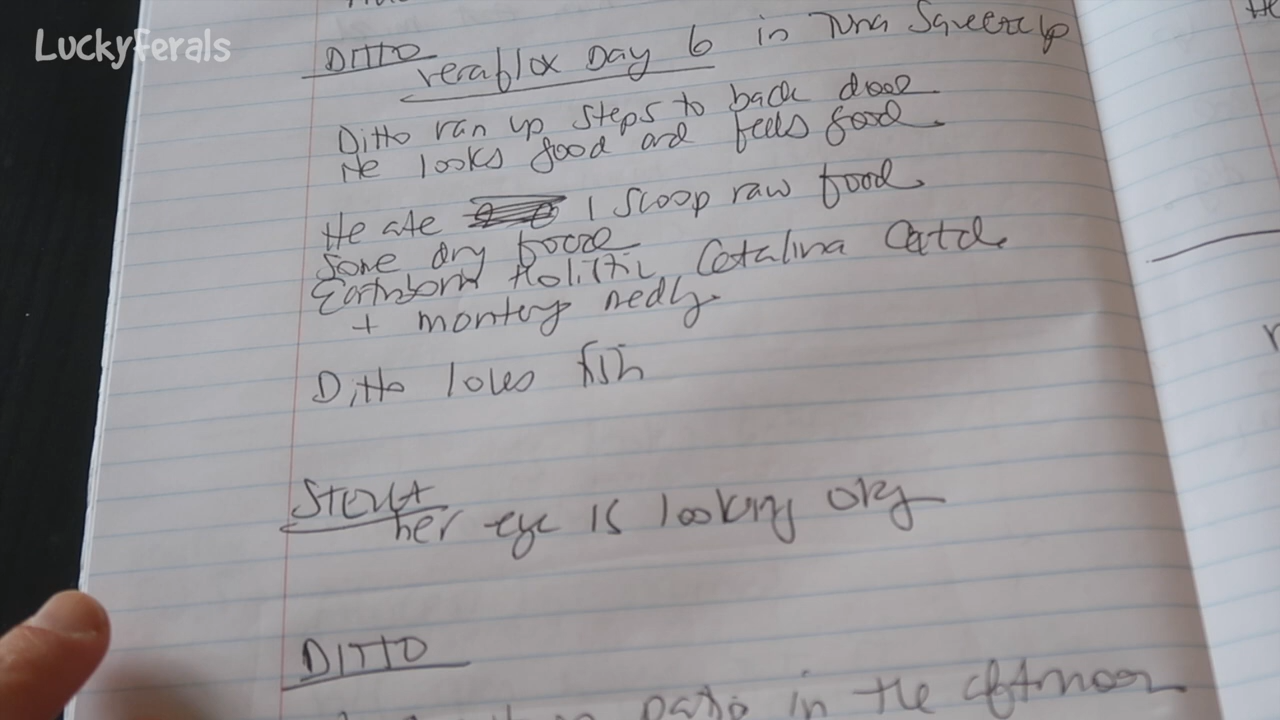 LuckyFerals
DITTO
veraflox Day 6 in Tuna Squeeze Up
Ditto ran up steps to back door
He looks good and feels good.
He ate 1 scoop raw food
Some dry food
Earthborn Holistic Catalina Catch
+ monterey medly
Ditto loves fish
STELLA
her eye is looking oky
DITTO
patio in the afternoon